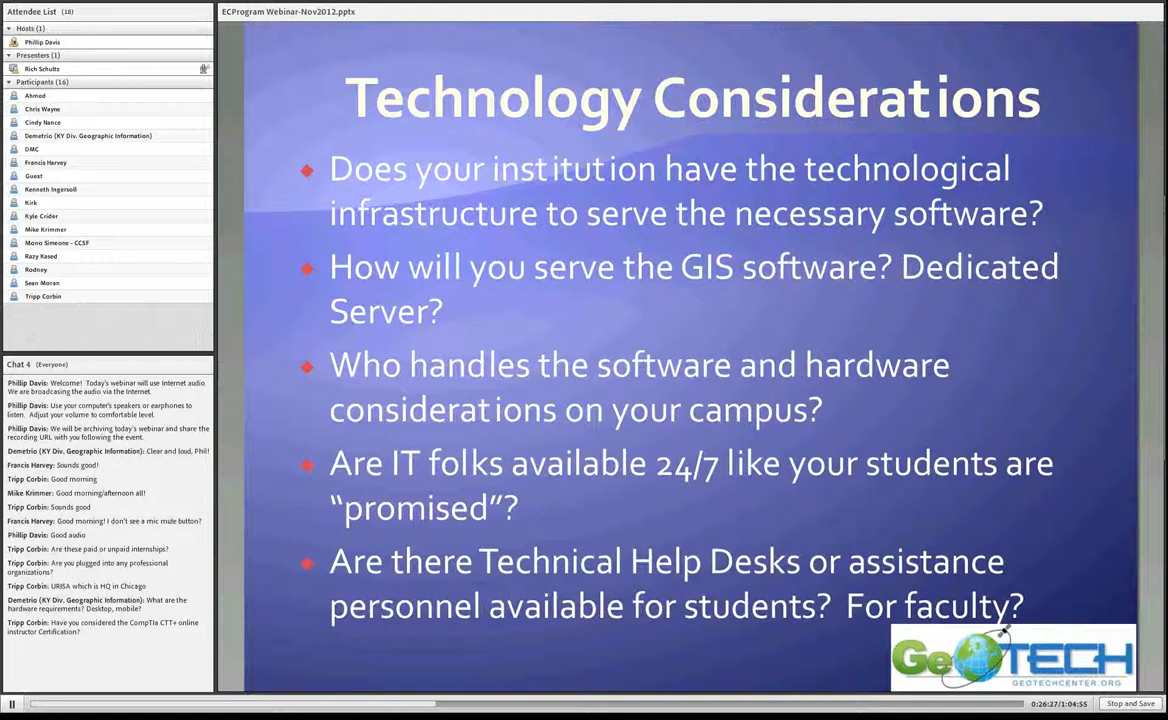 Attendee List (18)
Hosts (1)
Phillip Davis
Presenters (1)
Rich Schultz
Participants (16)
Ahmed
Chris Wayne
Cindy Nance
Demetrio (KY Div. Geographic Information)
DMC
Francis Harvey
Guest
Kenneth Ingersoll
Kirk
Kyle Crider
Mike Krimmer
Mono Simeone - CCSF
Razy Kased
Rodney
Sean Moran
Tripp Corbin
Chat 4 (Everyone)
Phillip Davis: Welcome! Today's webinar will use Internet audio.
We are broadcasting the audio via the Internet.
Phillip Davis: Use your computer's speakers or earphones to
listen. Adjust your volume to comfortable level.
Phillip Davis: We will be archiving today's webinar and share the
recording URL with you following the event.
Demetrio (KY Div. Geographic Information): Clear and loud, Phil!
Francis Harvey: Sounds good!
Tripp Corbin: Good morning
Mike Krimmer: Good morning/afternoon all!
Tripp Corbin: Sounds good
Francis Harvey: Good morning! I don't see a mic mute button?
Phillip Davis: Good audio
Tripp Corbin: Are these paid or unpaid internships?
Tripp Corbin: Are you plugged into any professional
organizations?
Tripp Corbin: URISA which is HQ in Chicago
Demetrio (KY Div. Geographic Information): What are the
hardware requirements? Desktop, mobile?
Tripp Corbin: Have you considered the CompTIa CTT+ online
instructor Certification?
ECProgram Webinar-Nov2012.pptx
Technology Considerations
Does your institution have the technological
infrastructure to serve the necessary software?
How will you serve the GIS software? Dedicated
Server?
Who handles the software and hardware
considerations on your campus?
Are IT folks available 24/7 like your students are
“promised”?
Are there Technical Help Desks or assistance
personnel available for students? For faculty?
GeoTECH
GEOTECHCENTER.ORG
0:26:27/1:04:55
Stop and Save